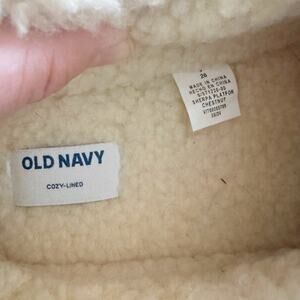 OLD NAVY
COZY-LINED
26
MADE IN CHINA
HECHO EN CHINA
SHERPA PLATFOR
CHESTNUT